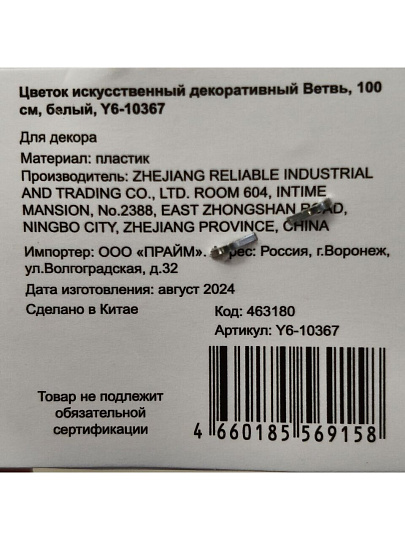 Цветок искусственный декоративный Ветвь, 100
см, белый, Y6-10367
Для декора
Материал: пластик
Производитель: ZHEJIANG RELIABLE INDUSTRIAL
AND TRADING CO., LTD. ROOM 604, INTIME
MANSION, No.2388, EAST ZHONGSHAN ROAD,
NINGBO CITY, ZHEJIANG PROVINCE, CHINA
Импортер: ООО «ПРАЙМ». Адрес: Россия, г.Воронеж,
ул.Волгоградская, д.32
Дата изготовления: август 2024
Сделано в Китае
Код: 463180
Артикул: Y6-10367
Товар не подлежит
обязательной
сертификации
4 660185 569158